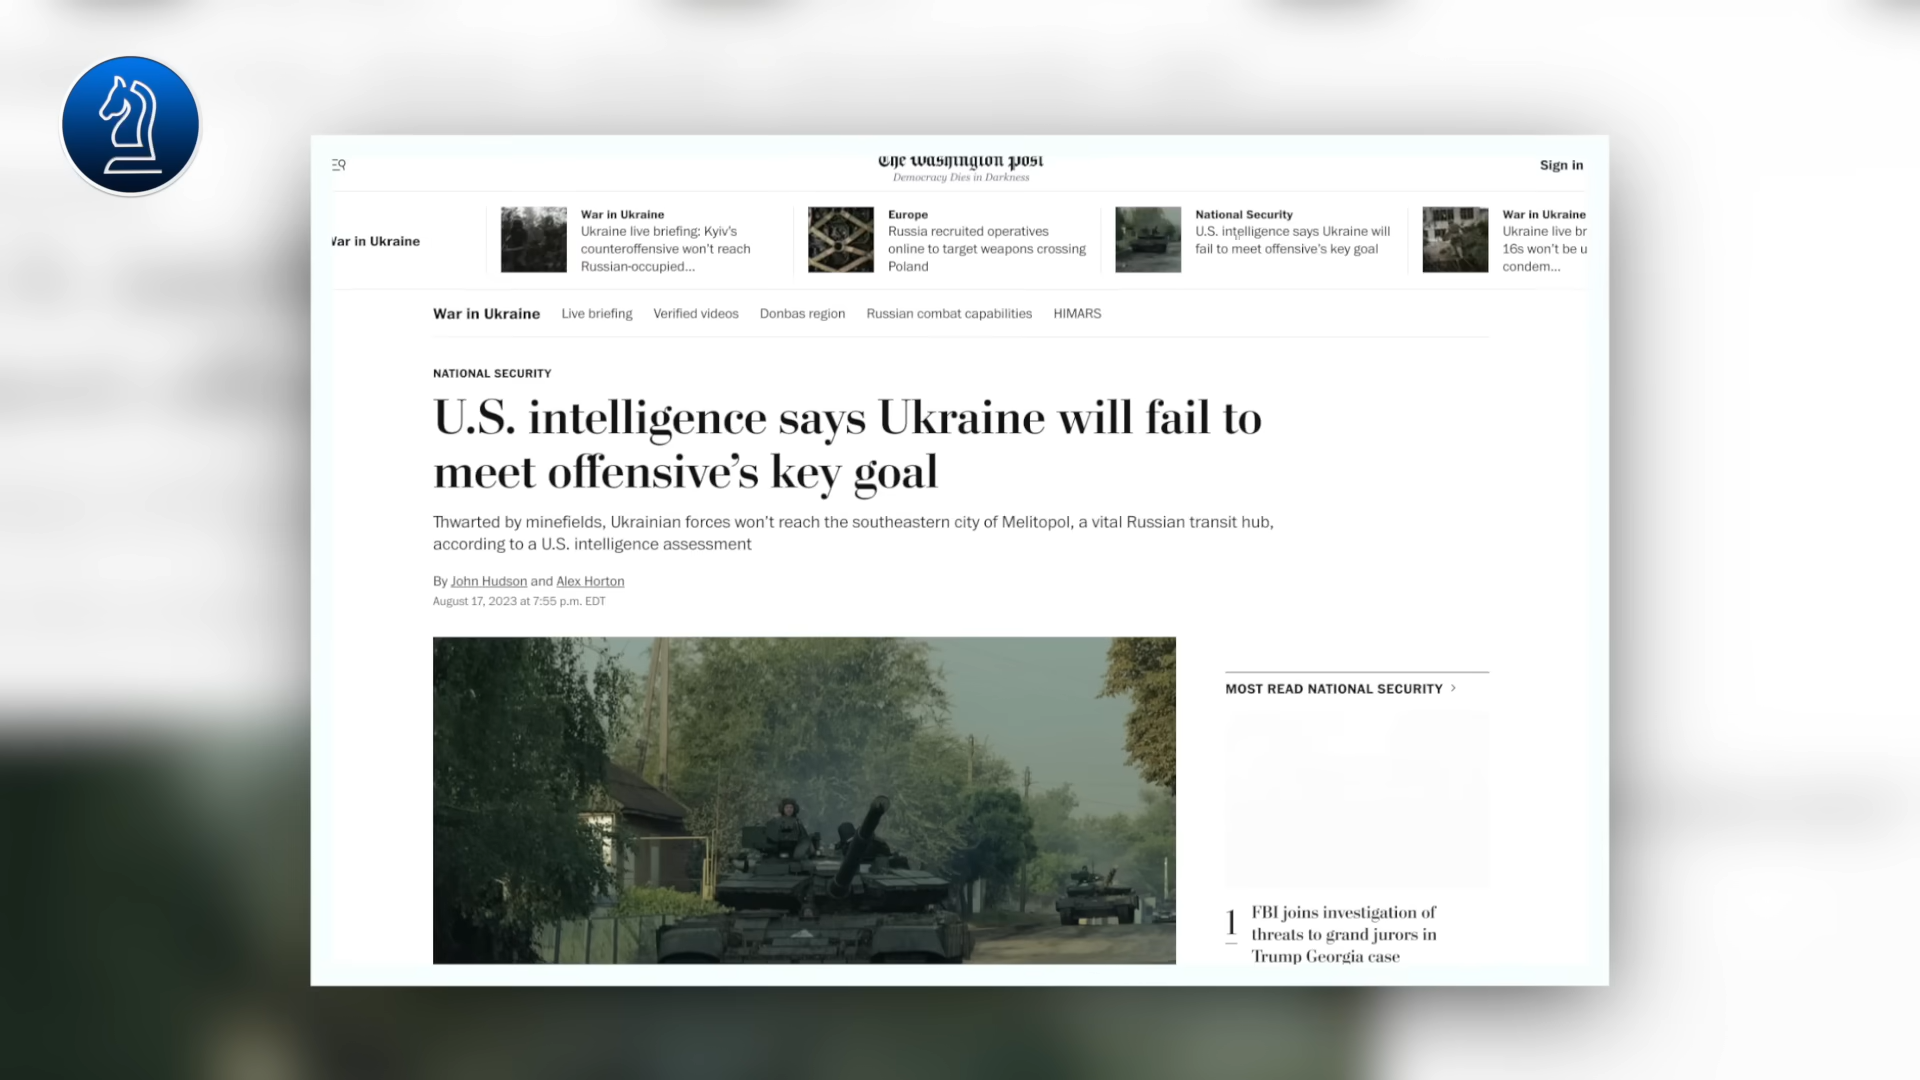 The Washington Post
Democracy Dies in Darkness
Sign in
War in Ukraine
War in Ukraine
Ukraine live briefing: Kyiv's
counteroffensive won't reach
Russian-occupied...
Europe
Russia recruited operatives
online to target weapons crossing
Poland
National Security
U.S. intelligence says Ukraine will
fail to meet offensive's key goal
War in Ukraine
Ukraine live br
16s won't be u
condem...
War in Ukraine
Live briefing
Verified videos
Donbas region
Russian combat capabilities
HIMARS
NATIONAL SECURITY
U.S. intelligence says Ukraine will fail to
meet offensive’s key goal
Thwarted by minefields, Ukrainian forces won’t reach the southeastern city of Melitopol, a vital Russian transit hub,
according to a U.S. intelligence assessment
By John Hudson and Alex Horton
August 17, 2023 at 7:55 p.m. EDT
MOST READ NATIONAL SECURITY
1
FBI joins investigation of
threats to grand jurors in
Trump Georgia case